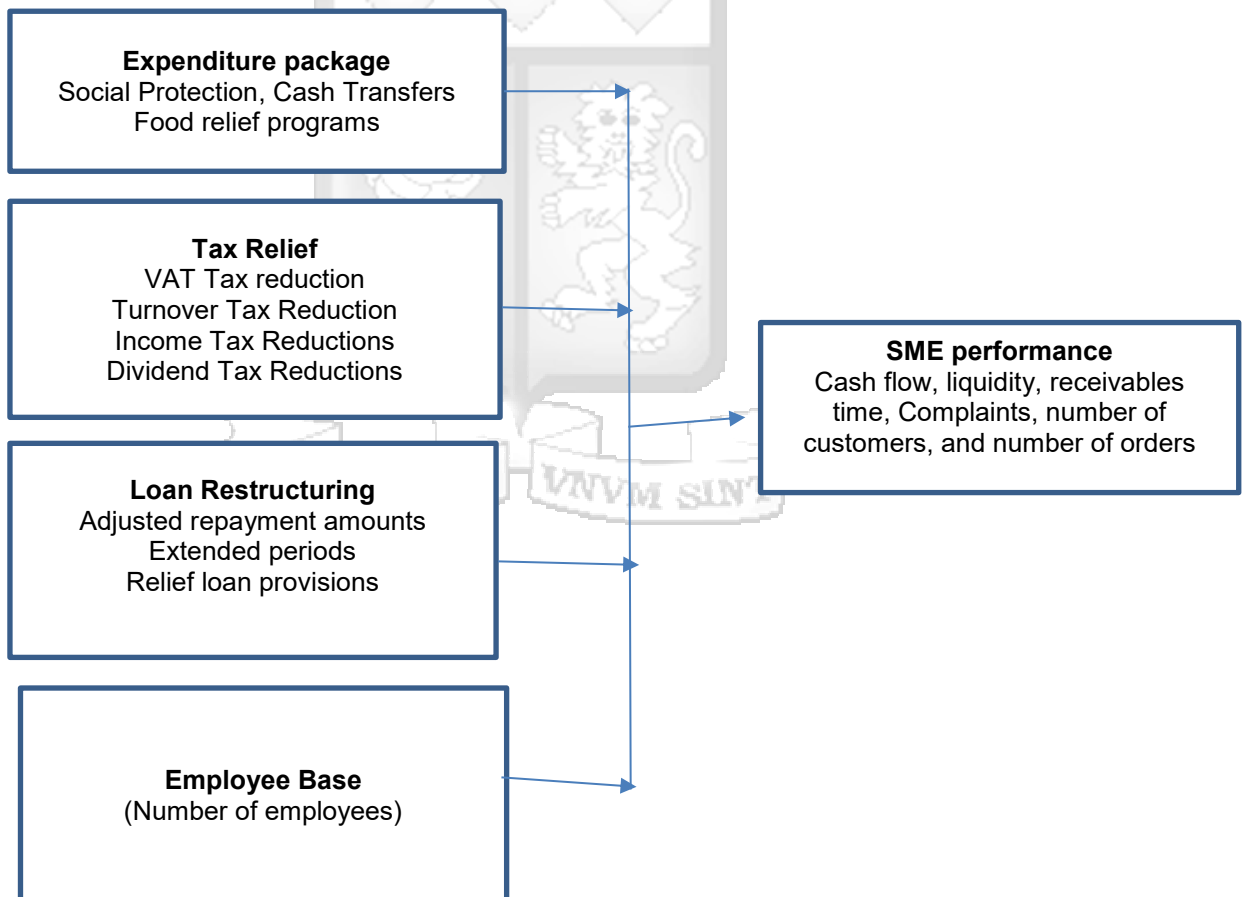 Expenditure package
Social Protection, Cash Transfers
Food relief programs
Tax Relief
VAT Tax reduction
Turnover Tax Reduction
Income Tax Reductions
Dividend Tax Reductions
Loan Restructuring
Adjusted repayment amounts
Extended periods
Relief loan provisions
Employee Base
(Number of employees)
SME performance
Cash flow, liquidity, receivables
time, Complaints, number of
customers, and number of orders
VNVM SINT